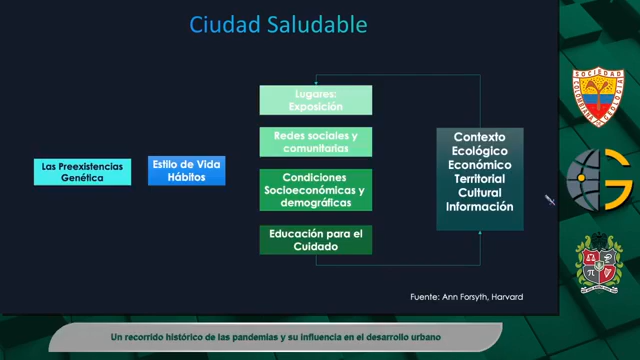 Ciudad Saludable
Lugares:
Exposición
Redes sociales y
comunitarias
Las Preexistencias
Genética
Estilo de Vida
Hábitos
Condiciones
Socioeconómicas y
demográficas
Educación para el
Cuidado
Contexto
Ecológico
Económico
Territorial
Cultural
Información
Fuente: Ann Forsyth, Harvard
Un recorrido histórico de las pandemias y su influencia en el desarrollo urbano
SOCIEDAD